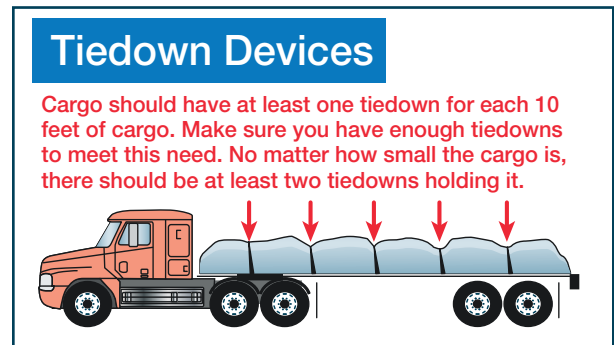 Tiedown Devices
Cargo should have at least one tiedown for each 10
feet of cargo. Make sure you have enough tiedowns
to meet this need. No matter how small the cargo is,
there should be at least two tiedowns holding it.